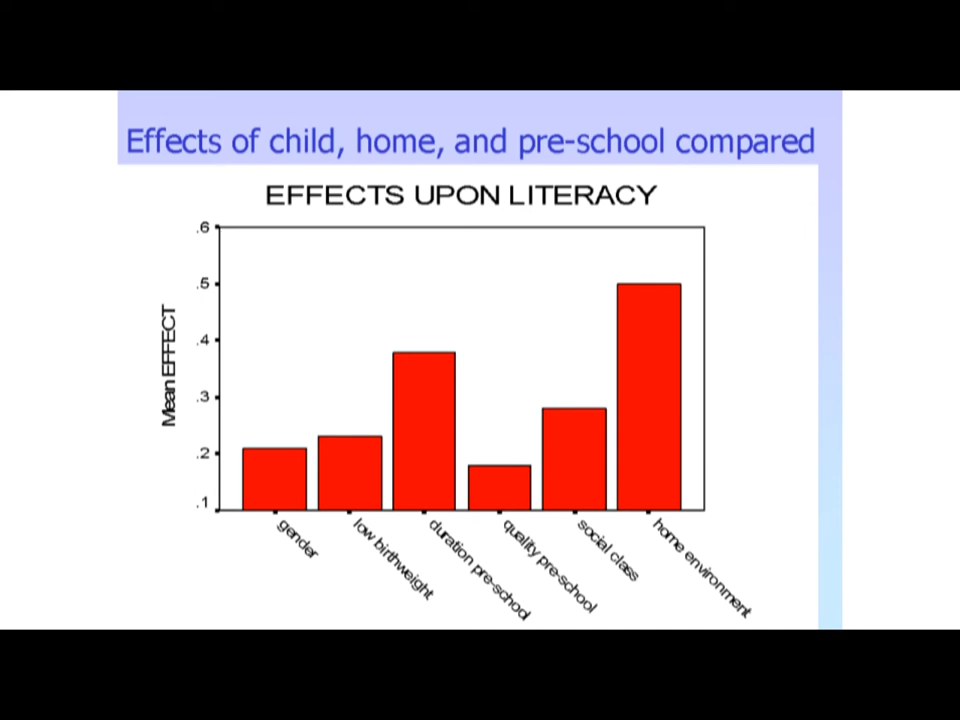 Effects of child, home, and pre-school compared
EFFECTS UPON LITERACY
Mean EFFECT
.6
.5
.4
.3
.2
.1
gender
low birthweight
duration pre-school
quality pre-school
social class
home environment